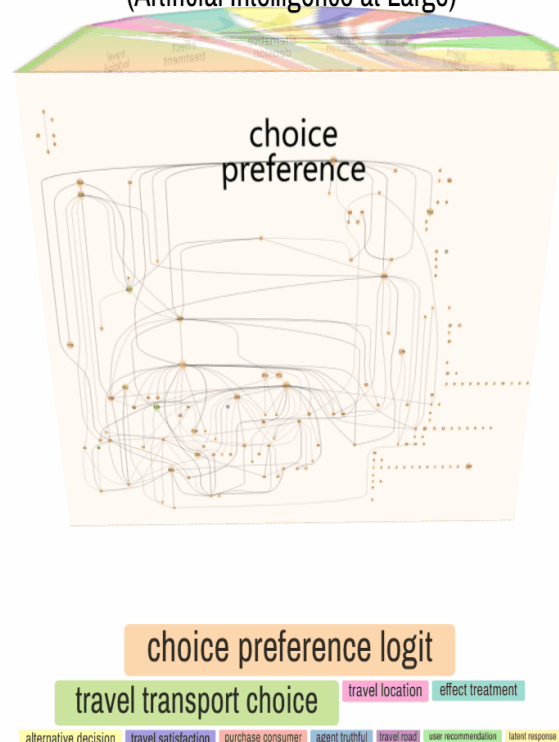 (Artificial Intelligence at Large)
choice
preference
choice preference logit
travel transport choice
travel location
effect treatment
alternative decision
travel satisfaction
purchase consumer
agent truthful
travel road
user recommendation
latent response